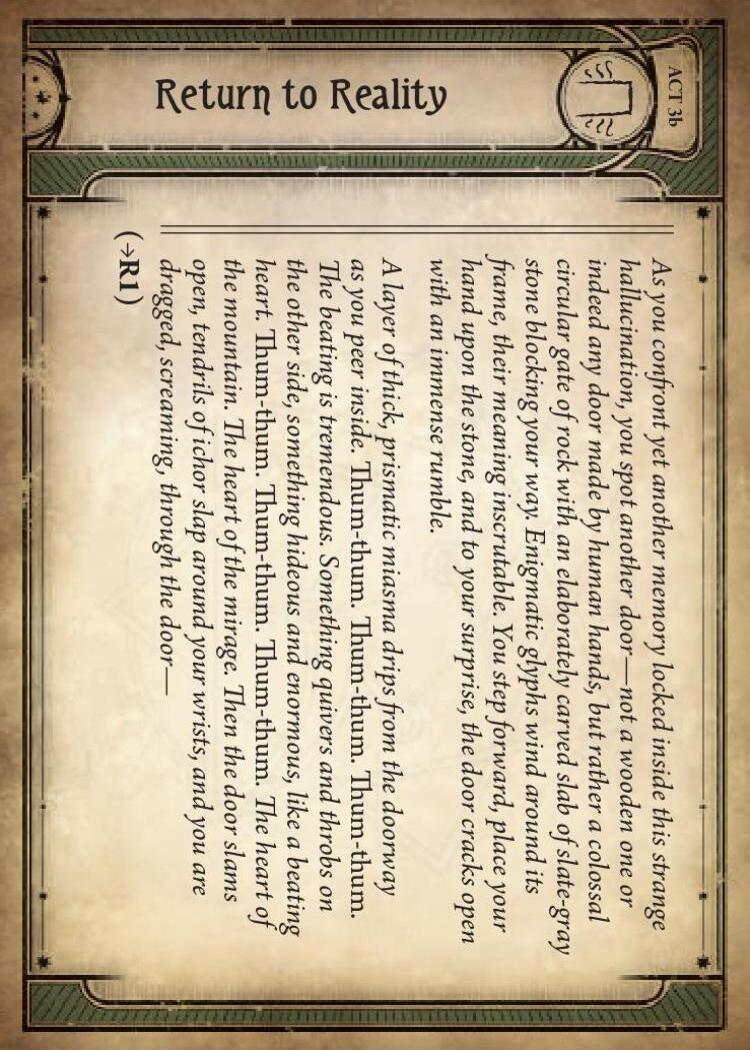 ACT 3b
Return to Reality
As you confront yet another memory locked inside this strange
hallucination, you spot another door—not a wooden one or
indeed any door made by human hands, but rather a colossal
circular gate of rock with an elaborately carved slab of slate-gray
stone blocking your way. Enigmatic glyphs wind around its
frame, their meaning inscrutable. You step forward, place your
hand upon the stone, and to your surprise, the door cracks open
with an immense rumble.
A layer of thick, prismatic miasma drips from the doorway
as you peer inside. Thum-thum. Thum-thum. Thum-thum.
The beating is tremendous. Something quivers and throbs on
the other side, something hideous and enormous, like a beating
heart. Thum-thum. Thum-thum. Thum-thum. The heart of
the mountain. The heart of the mirage. Then the door slams
open, tendrils of ichor slap around your wrists, and you are
dragged, screaming, through the door—
(→R1)